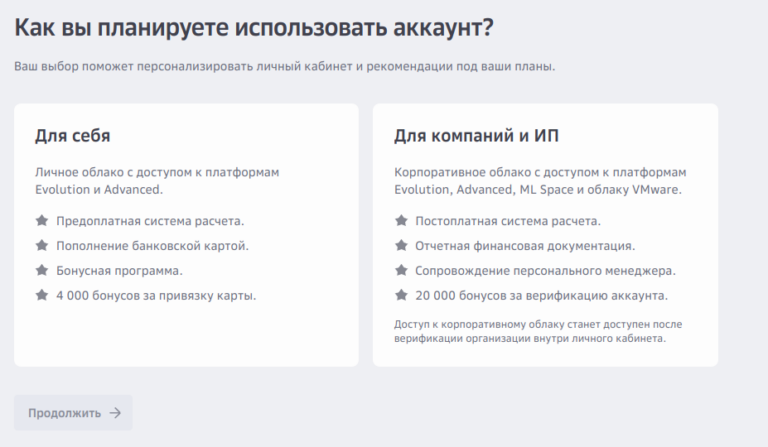 Как вы планируете использовать аккаунт?
Ваш выбор поможет персонализировать личный кабинет и рекомендации под ваши планы.
Для себя
Личное облако с доступом к платформам
Evolution и Advanced.
Предоплатная система расчета.
Пополнение банковской картой.
Бонусная программа.
4 000 бонусов за привязку карты.
Для компаний и ИП
Корпоративное облако с доступом к платформам
Evolution, Advanced, ML Space и облаку VMware.
Постоплатная система расчета.
Отчетная финансовая документация.
Сопровождение персонального менеджера.
20 000 бонусов за верификацию аккаунта.
Доступ к корпоративному облаку станет доступен после
верификации организации внутри личного кабинета.
Продолжить